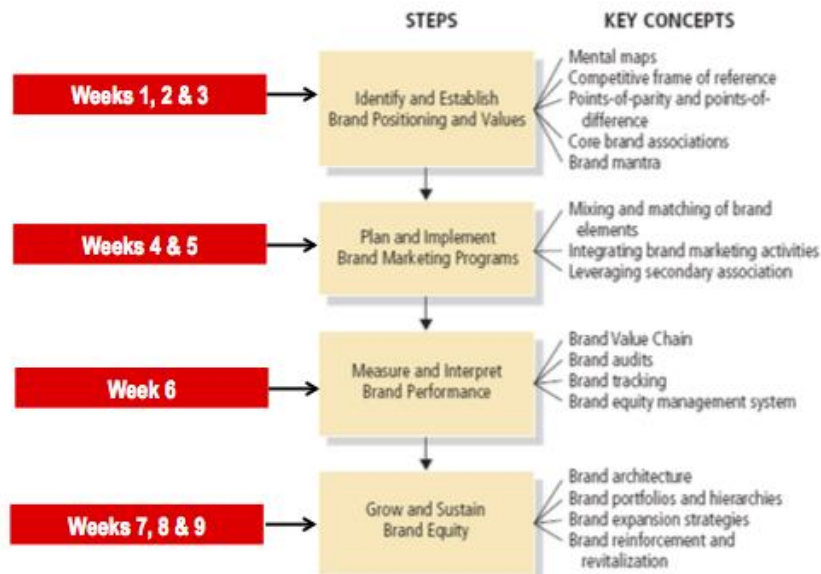 STEPS
KEY CONCEPTS
Weeks 1, 2 & 3
Identify and Establish
Brand Positioning and Values
Mental maps
Competitive frame of reference
Points-of-parity and points-of-
difference
Core brand associations
Brand mantra
Weeks 4 & 5
Plan and Implement
Brand Marketing Programs
Mixing and matching of brand
elements
Integrating brand marketing activities
Leveraging secondary association
Week 6
Measure and Interpret
Brand Performance
Brand Value Chain
Brand audits
Brand tracking
Brand equity management system
Weeks 7, 8 & 9
Grow and Sustain
Brand Equity
Brand architecture
Brand portfolios and hierarchies
Brand expansion strategies
Brand reinforcement and
revitalization